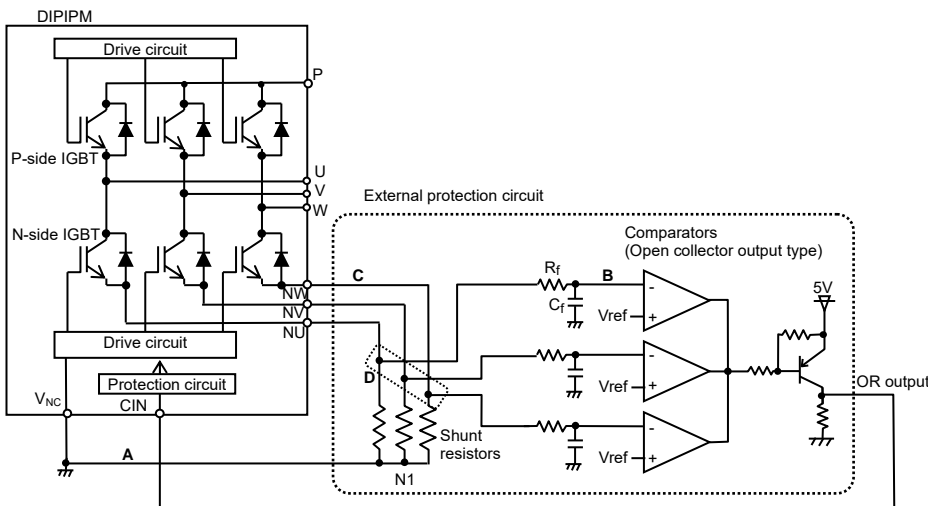 DIPIPM
Drive circuit
P
P-side IGBT
U
V
W
External protection circuit
N-side IGBT
Comparators
(Open collector output type)
C
Rf
B
NW
Cf
-
5V
Vref
+
NV
NU
Drive circuit
-
D
Vref
+
Protection circuit
OR output
VNC
CIN
Shunt
resistors
-
A
Vref
+
N1